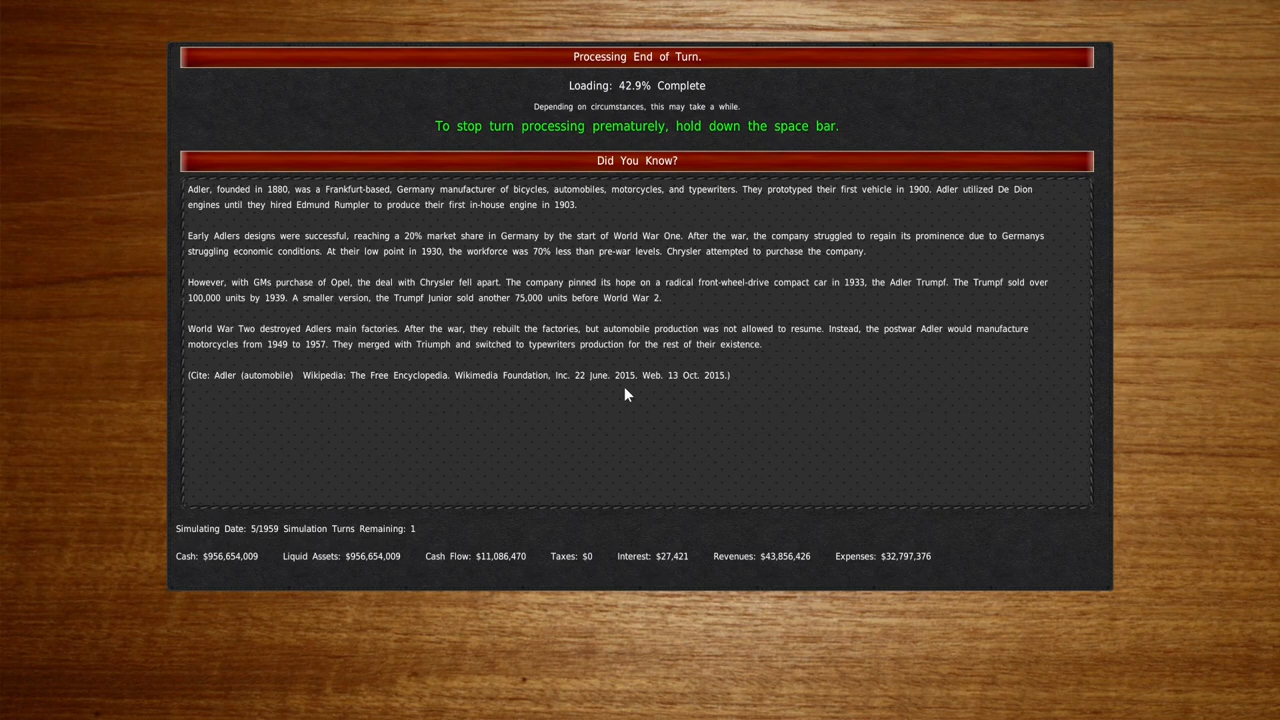 Processing End of Turn.
Loading: 42.9% Complete
Depending on circumstances, this may take a while.
To stop turn processing prematurely, hold down the space bar.
Did You Know?
Adler, founded in 1880, was a Frankfurt-based, Germany manufacturer of bicycles, automobiles, motorcycles, and typewriters. They prototyped their first vehicle in 1900. Adler utilized De Dion
engines until they hired Edmund Rumpler to produce their first in-house engine in 1903.
Early Adlers designs were successful, reaching a 20% market share in Germany by the start of World War One. After the war, the company struggled to regain its prominence due to Germanys
struggling economic conditions. At their low point in 1930, the workforce was 70% less than pre-war levels. Chrysler attempted to purchase the company.
However, with GMs purchase of Opel, the deal with Chrysler fell apart. The company pinned its hope on a radical front-wheel-drive compact car in 1933, the Adler Trumpf. The Trumpf sold over
100,000 units by 1939. A smaller version, the Trumpf Junior sold another 75,000 units before World War 2.
World War Two destroyed Adlers main factories. After the war, they rebuilt the factories, but automobile production was not allowed to resume. Instead, the postwar Adler would manufacture
motorcycles from 1949 to 1957. They merged with Triumph and switched to typewriters production for the rest of their existence.
(Cite: Adler (automobile) Wikipedia: The Free Encyclopedia. Wikimedia Foundation, Inc. 22 June. 2015. Web. 13 Oct. 2015.)
Simulating Date: 5/1959 Simulation Turns Remaining: 1
Cash: $956,654,009 Liquid Assets: $956,654,009 Cash Flow: $11,086,470 Taxes: $0 Interest: $27,421 Revenues: $43,856,426 Expenses: $32,797,376